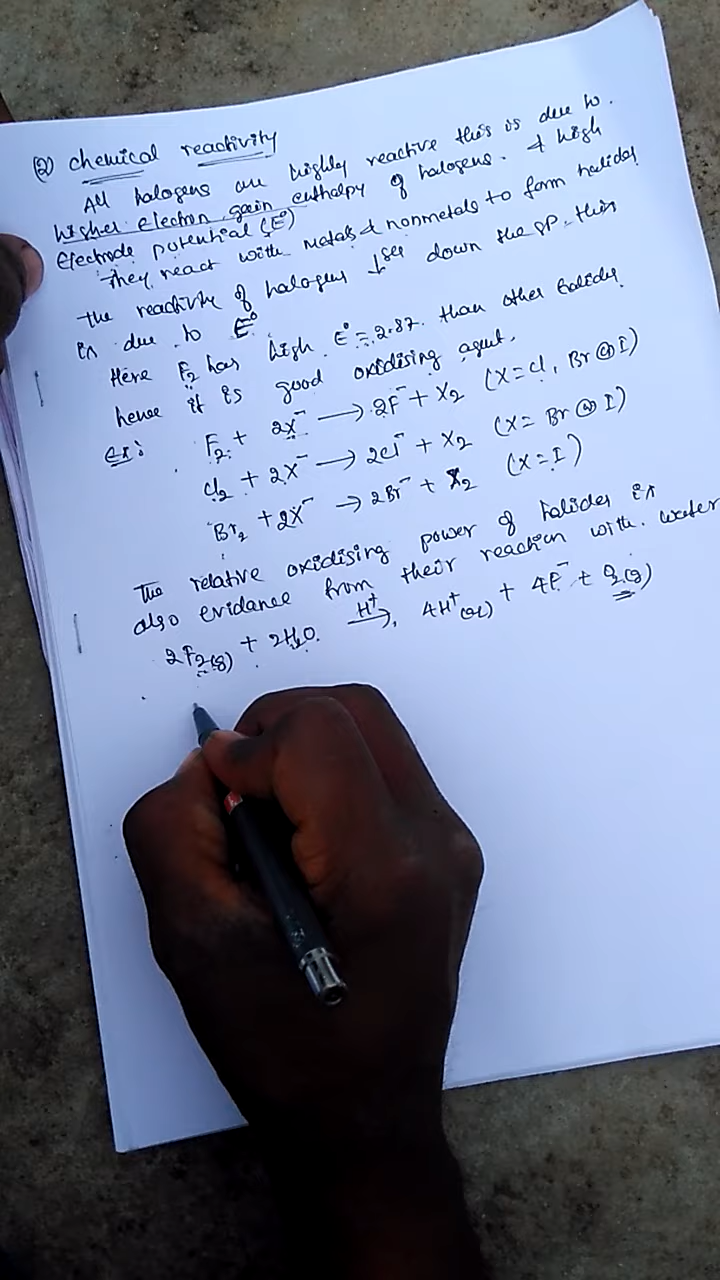 (2) chemical reactivity
All halogens are highly reactive this is due to.
higher electron gain enthalpy of halogens. & high
Electrode potential (E°)
They react with metals & nonmetals to form halides
The reactivity of halogens ↓ses down the gp. this
is due to E°
Here F₂ has high. E° = 2.87. than other halides
hence it is good oxidising agent.
Ex: F₂ + 2X⁻ → 2F⁻ + X₂ (X = Cl, Br (or) I)
Cl₂ + 2X⁻ → 2Cl⁻ + X₂ (X = Br (or) I)
Br₂ + 2X⁻ → 2Br⁻ + X₂ (X = I)
The relative oxidising power of halides is
also evidance from their reaction with. water
2F₂(g) + 2H₂O. H⁺ →, 4H⁺ + 4F⁻ + O₂(g)